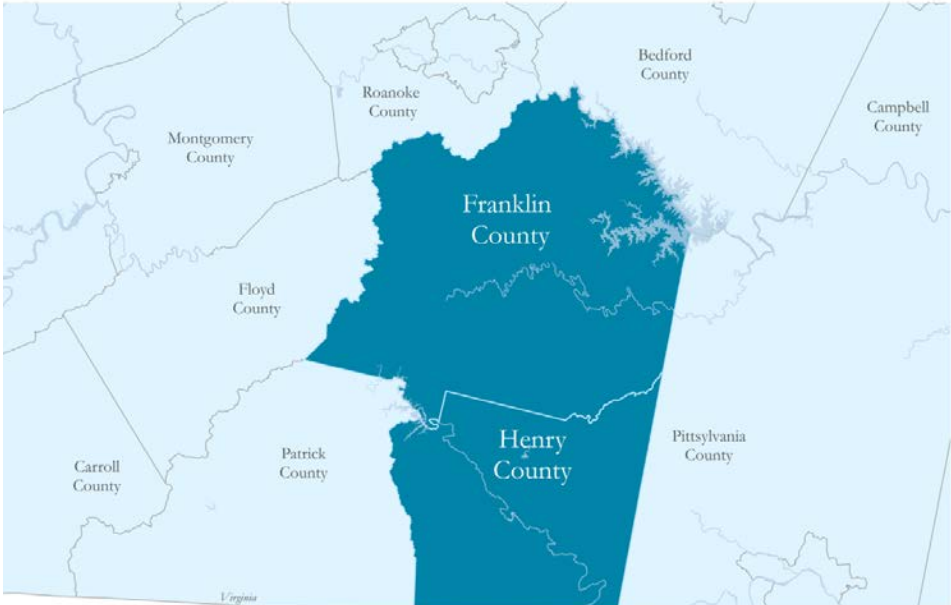 Bedford
County
Roanoke
County
Campbell
County
Montgomery
County
Franklin
County
Floyd
County
Henry
County
Pittsylvania
County
Patrick
County
Carroll
County
Virginia